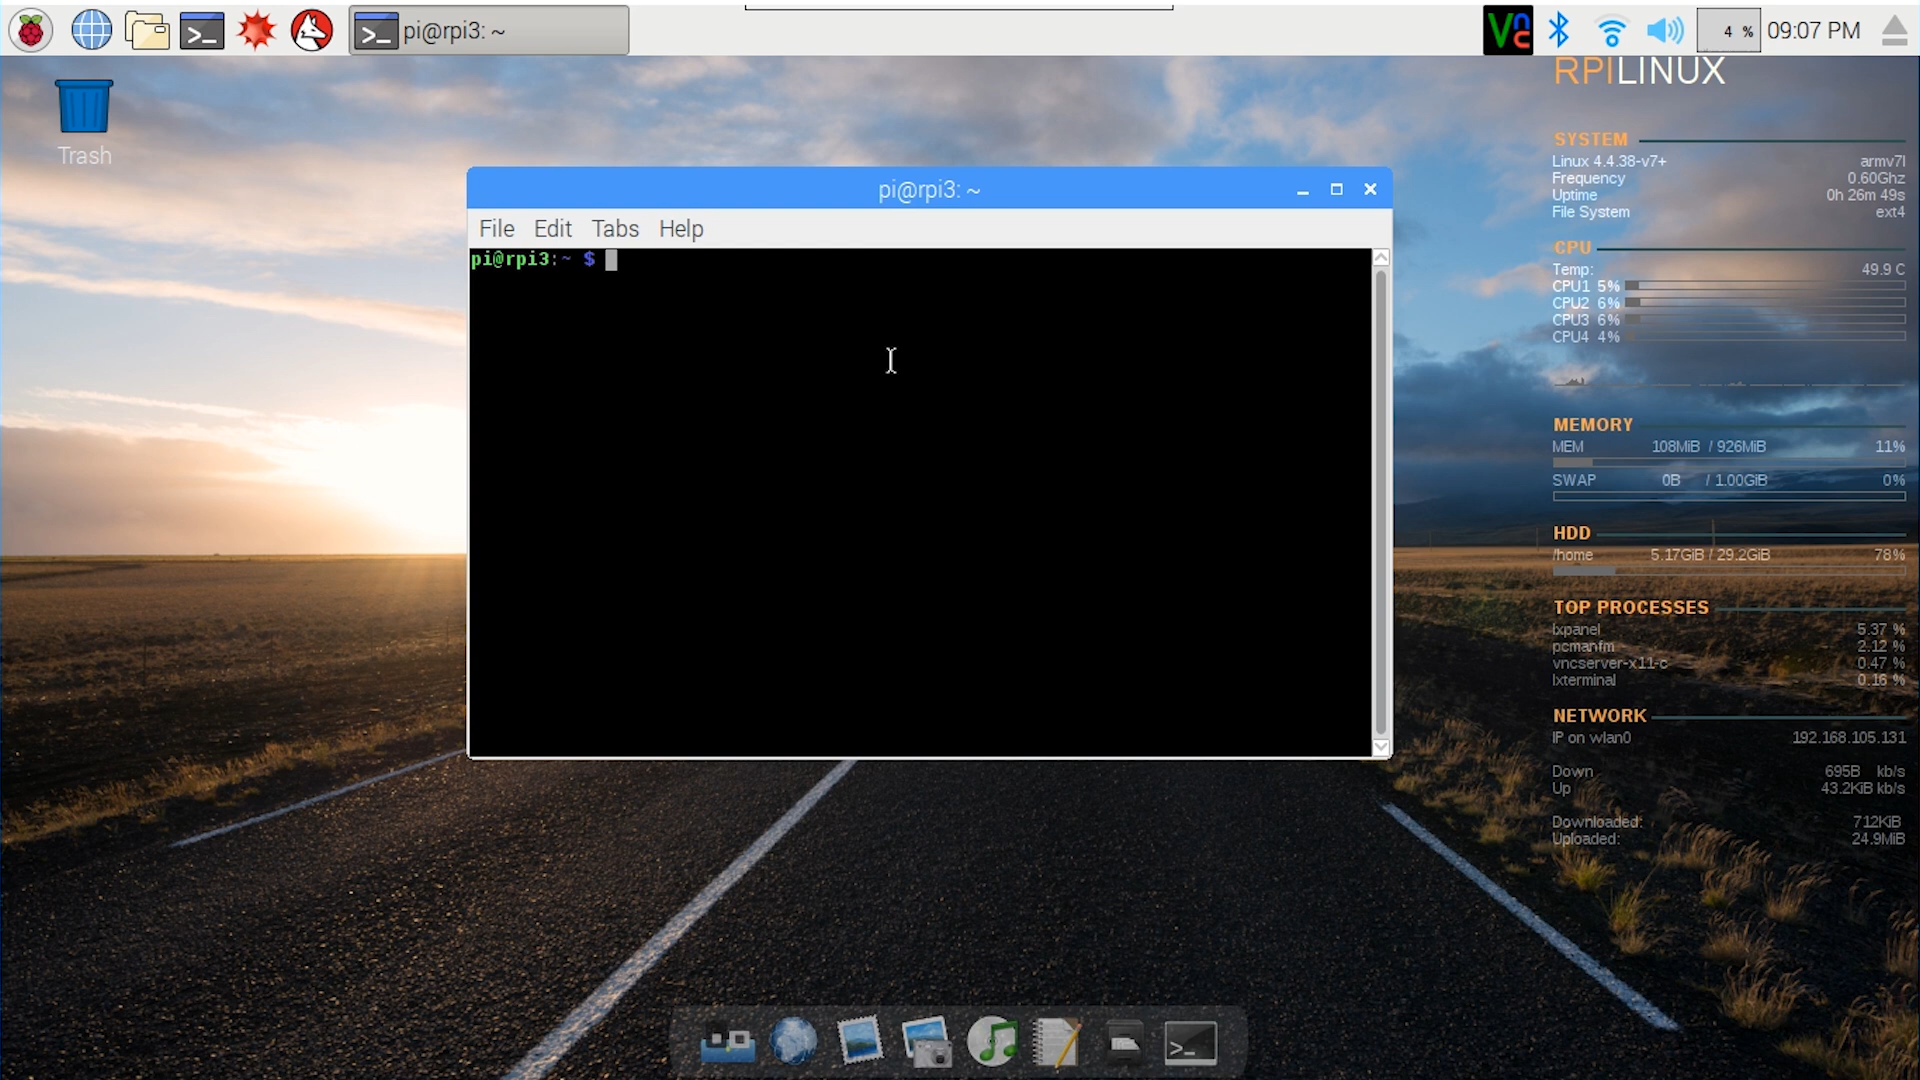 pi@rpi3: ~
4 %
09:07 PM
Trash
pi@rpi3: ~
File Edit Tabs Help
pi@rpi3:~ $
RPILINUX
SYSTEM
Linux 4.4.38-v7+ armv7l
Frequency 0.60Ghz
Uptime 0h 26m 49s
File System ext4
CPU
Temp: 49.9 C
CPU1 5%
CPU2 6%
CPU3 6%
CPU4 4%
MEMORY
MEM 108MiB / 926MiB 11%
SWAP 0B / 1.00GiB 0%
HDD
/home 5.17GiB / 29.2GiB 78%
TOP PROCESSES
lxpanel 5.37 %
pcmanfm 2.12 %
vncserver-x11-c 0.47 %
lxterminal 0.16 %
NETWORK
IP on wlan0 192.168.105.131
Down 695B kb/s
Up 43.2KiB kb/s
Downloaded: 712KiB
Uploaded: 24.9MiB